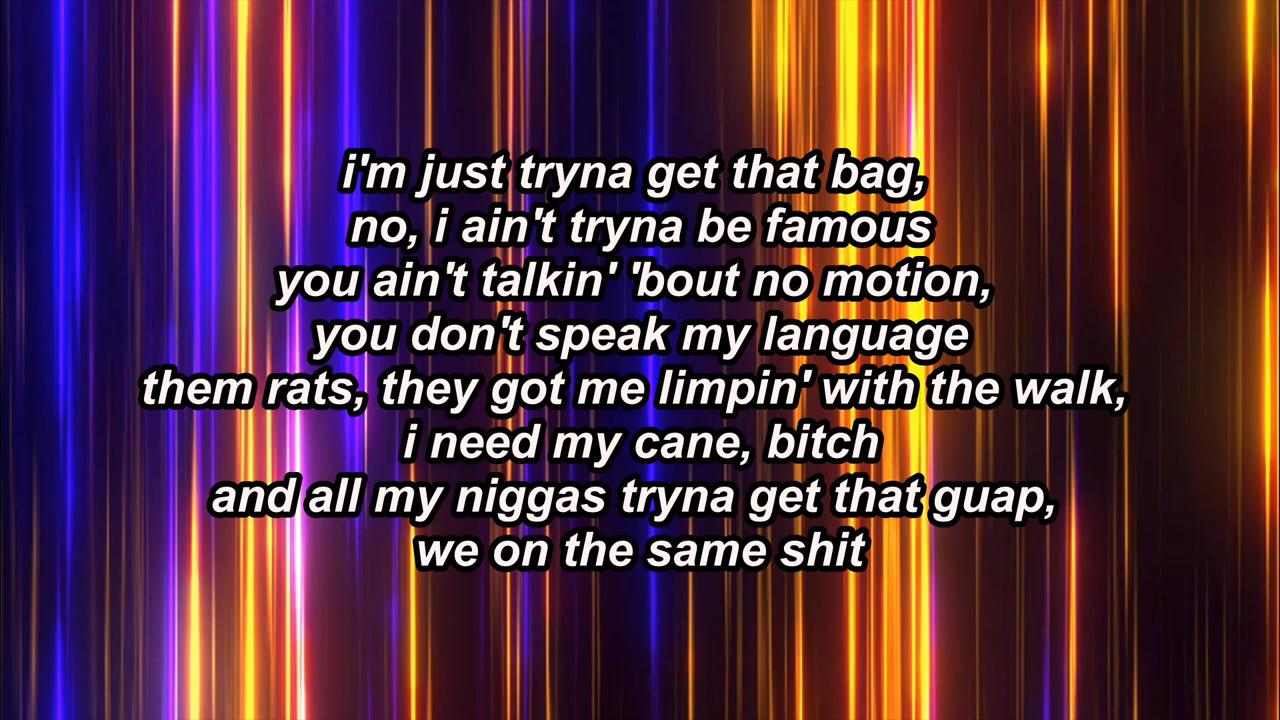 i'm just tryna get that bag,
no, i ain't tryna be famous
you ain't talkin' 'bout no motion,
you don't speak my language
them rats, they got me limpin' with the walk,
i need my cane, bitch
and all my niggas tryna get that guap,
we on the same shit